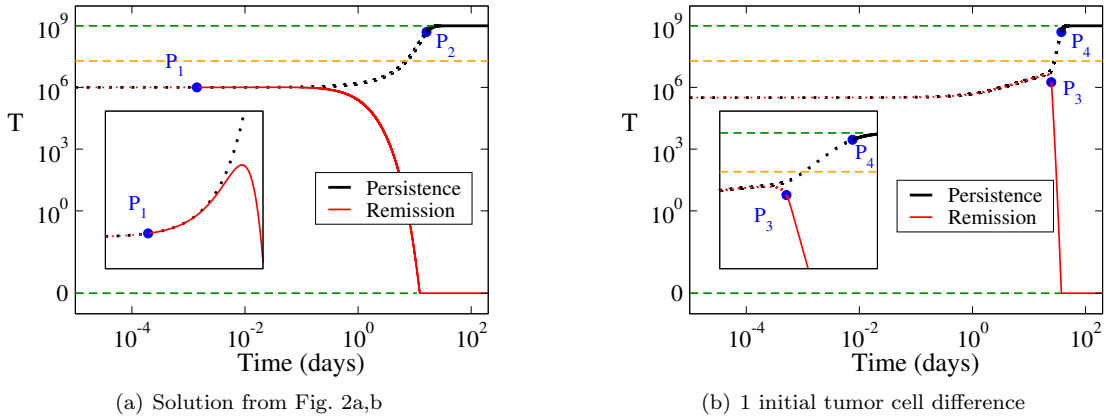 10^9
10^6
T
10^3
10^0
0
P_1
P_2
P_1
Persistence
Remission
10^-4
10^-2
10^0
10^2
Time (days)
(a) Solution from Fig. 2a,b
10^9
10^6
T
10^3
10^0
0
P_4
P_3
P_4
P_3
Persistence
Remission
10^-4
10^-2
10^0
10^2
Time (days)
(b) 1 initial tumor cell difference